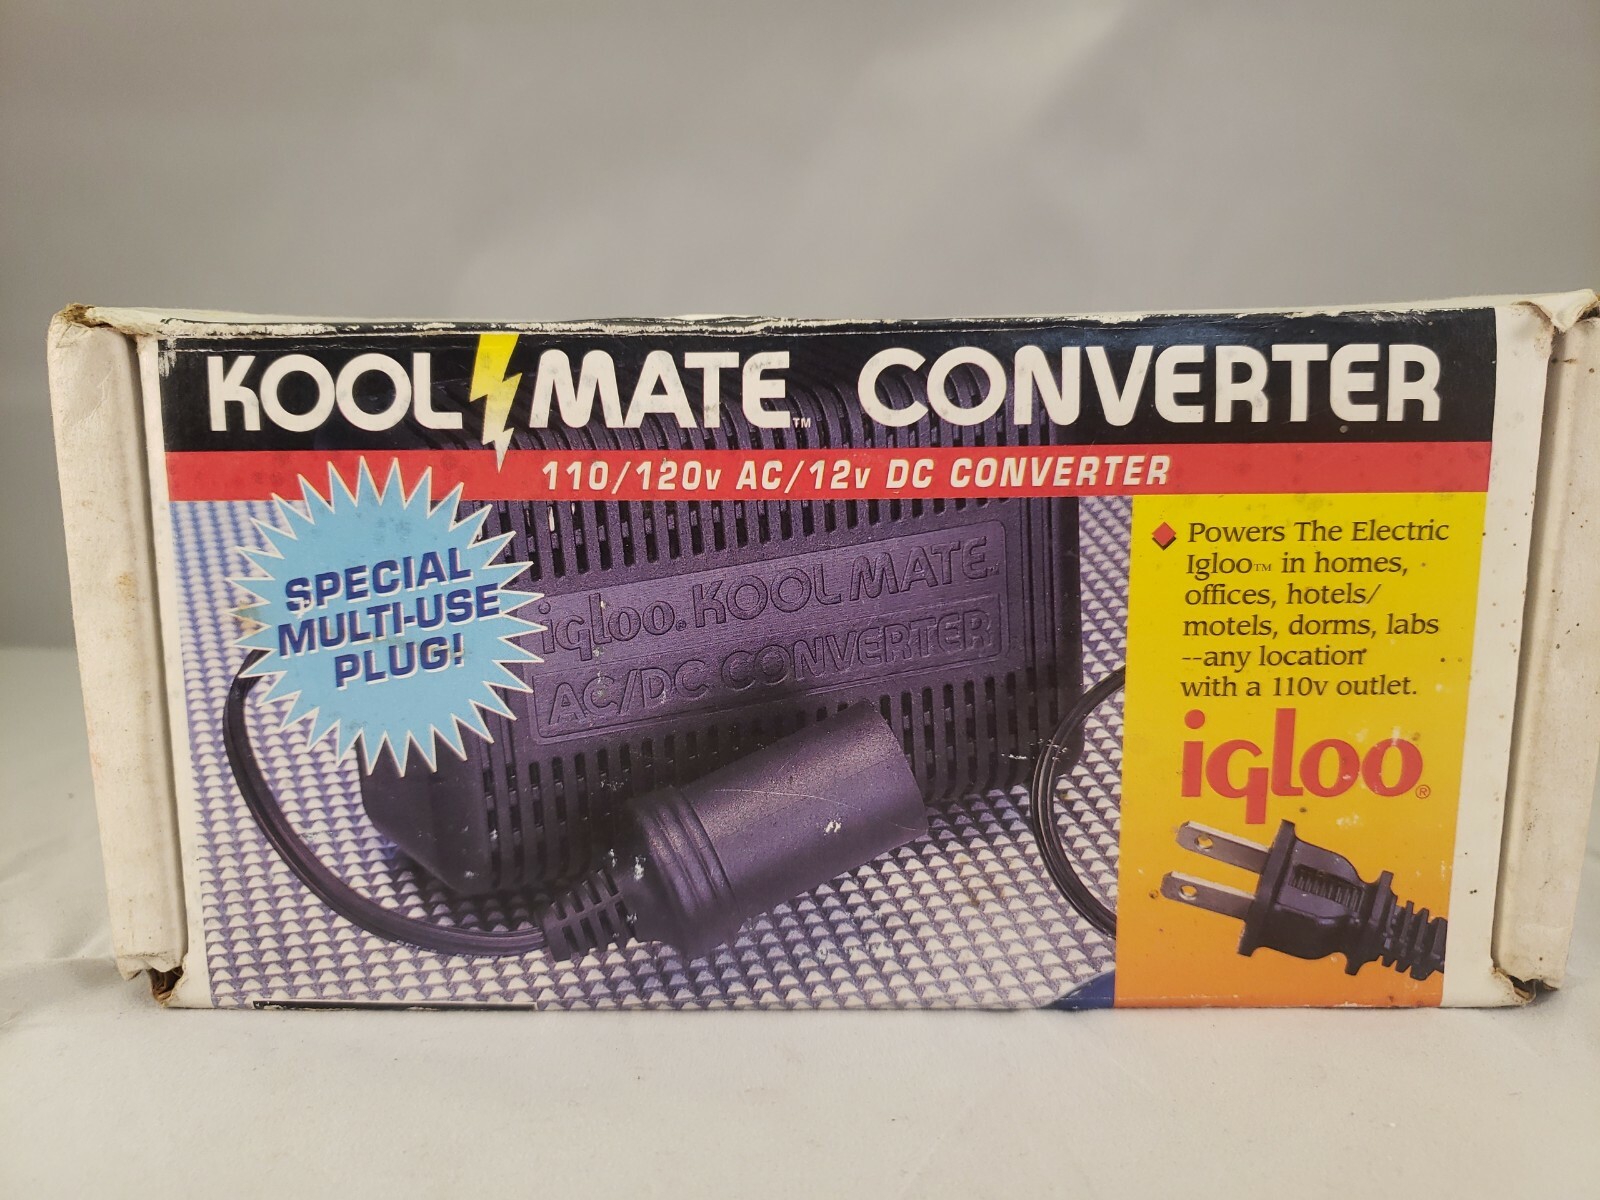 KOOL MATE™ CONVERTER
110/120v AC/12v DC CONVERTER
SPECIAL
MULTI-USE
PLUG!
igloo® KOOL MATE™
AC/DC CONVERTER
Powers The Electric
Igloo™ in homes,
offices, hotels/
motels, dorms, labs
--any location
with a 110v outlet.
igloo®